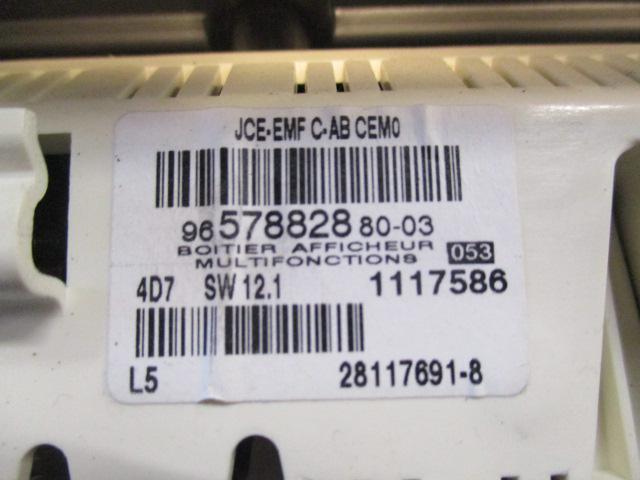 JCE-EMF C-AB CEM0
96 578828 80-03
BOITIER AFFICHEUR
MULTIFONCTIONS 053
4D7 SW 12.1 1117586
L5 28117691-8